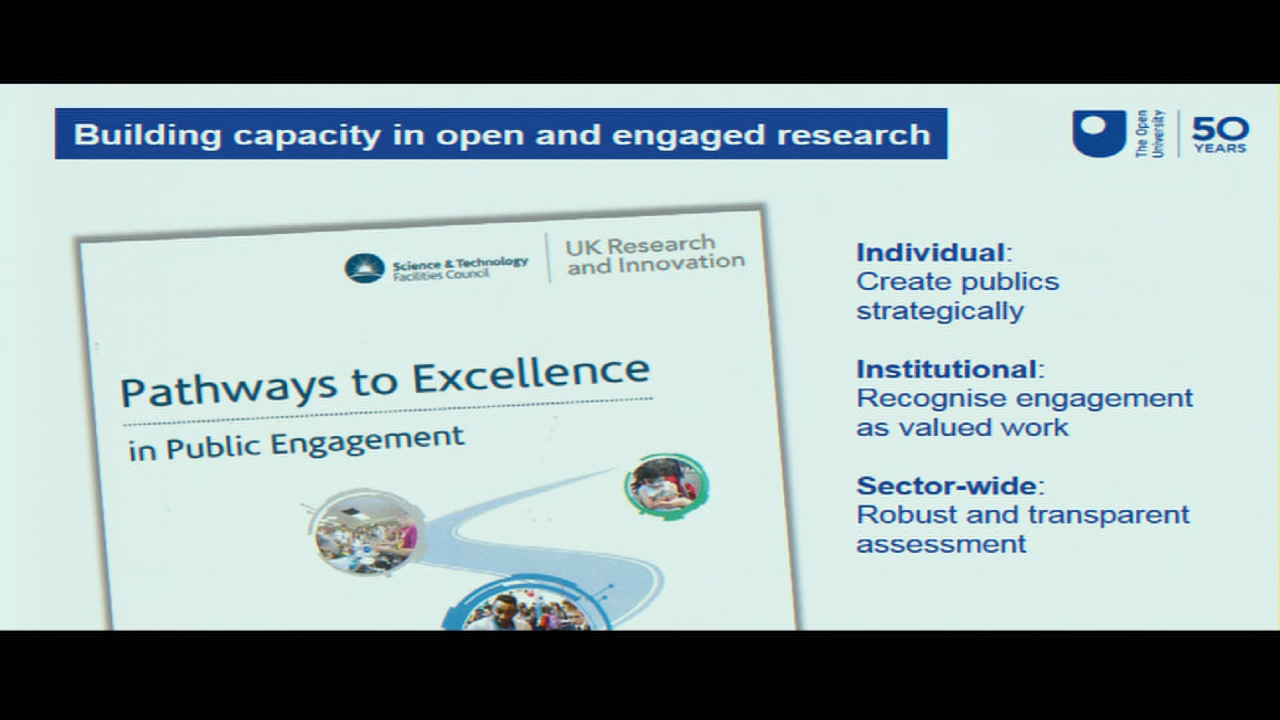 Building capacity in open and engaged research
The Open
University
50
YEARS
Science & Technology
Facilities Council
UK Research
and Innovation
Pathways to Excellence
in Public Engagement
Individual:
Create publics
strategically
Institutional:
Recognise engagement
as valued work
Sector-wide:
Robust and transparent
assessment